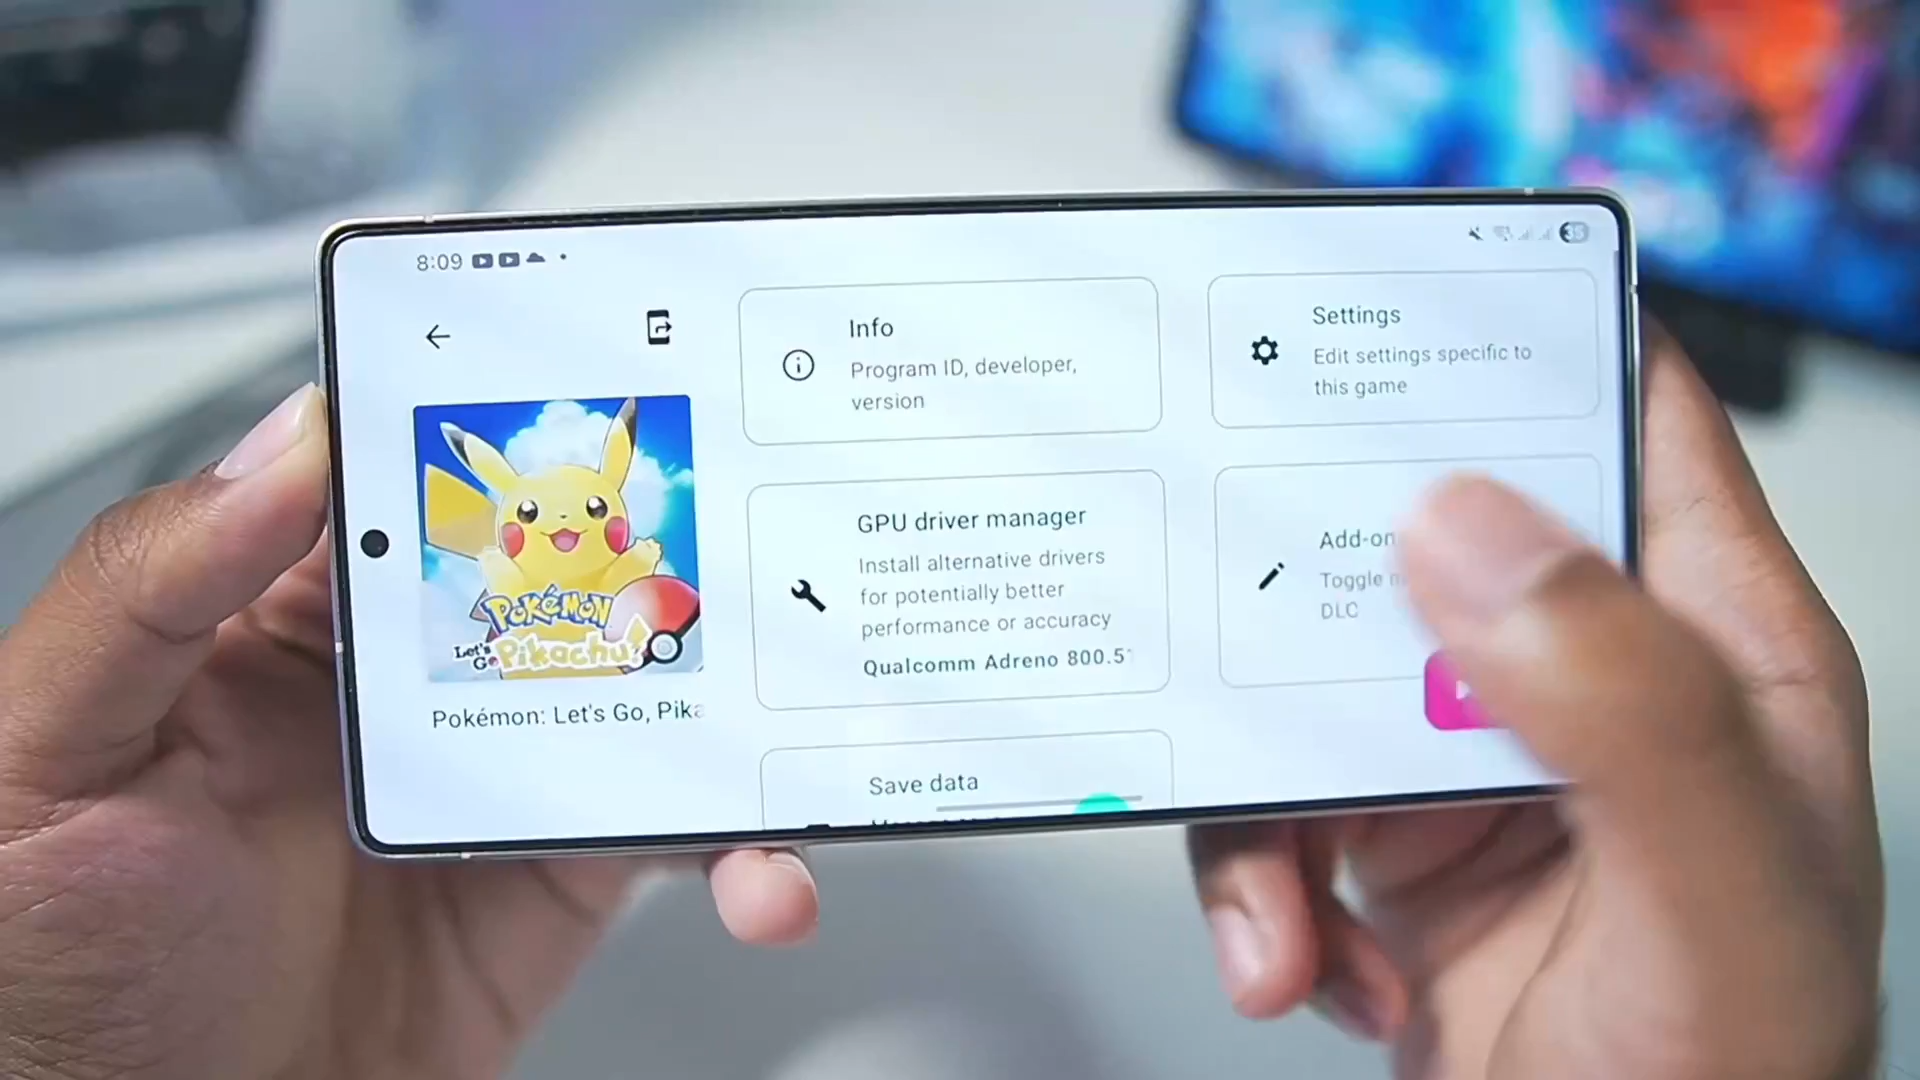 8:09
35
Info
Program ID, developer,
version
Settings
Edit settings specific to
this game
GPU driver manager
Install alternative drivers
for potentially better
performance or accuracy
Qualcomm Adreno 800.5
Add-on
Toggle
DLC
POKéMON
Let's Go Pikachu!
Pokémon: Let's Go, Pika
Save data